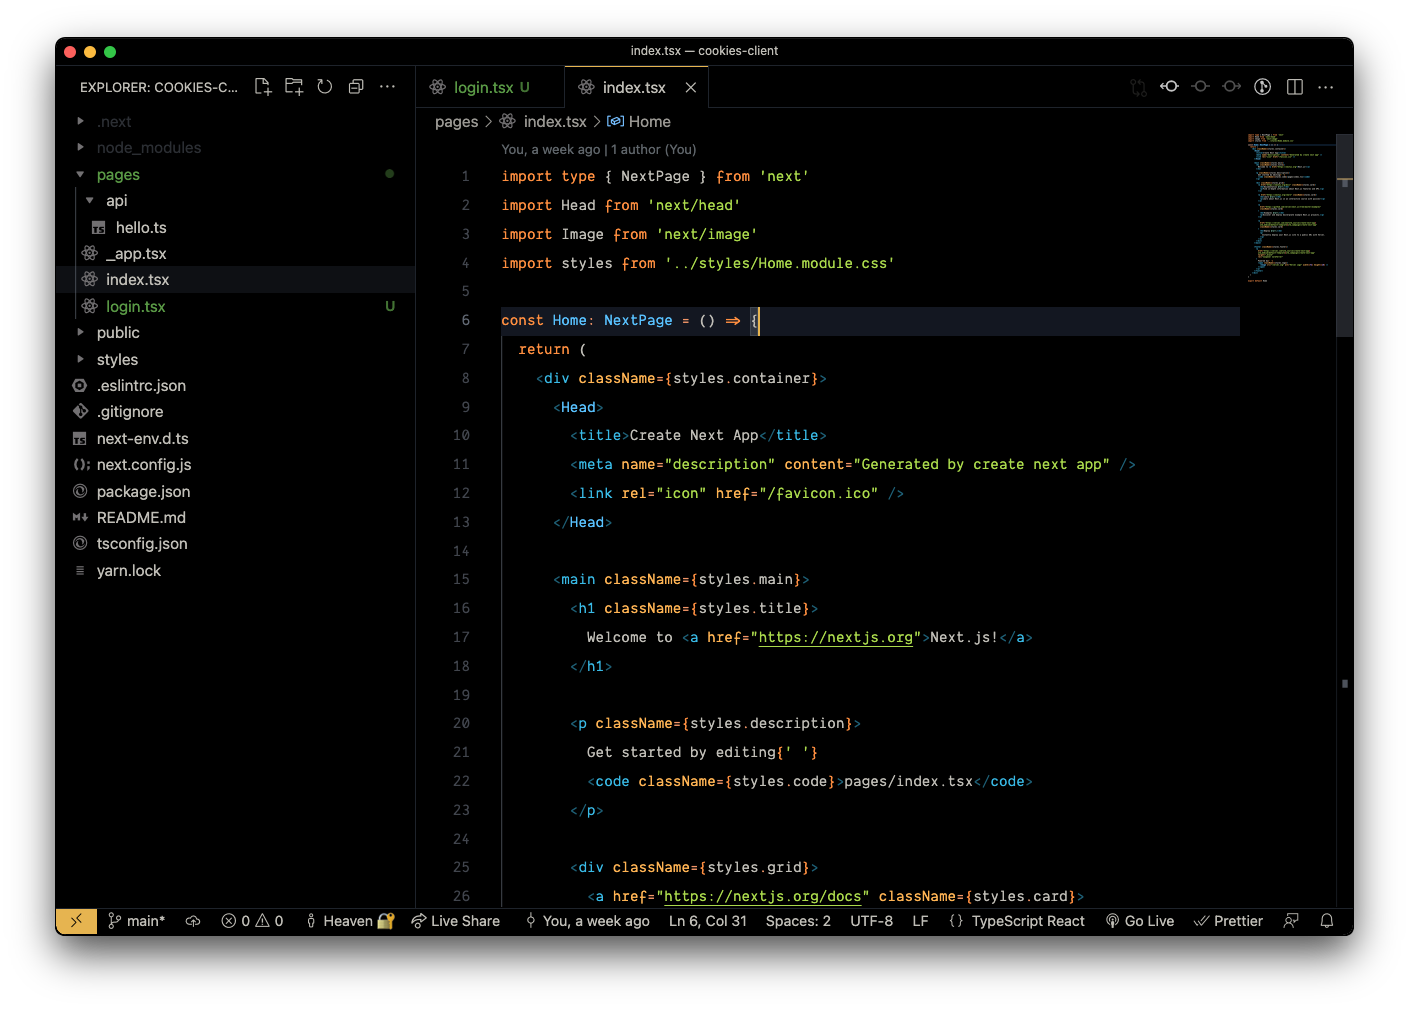 index.tsx — cookies-client
EXPLORER: COOKIES-C...
.next
node_modules
pages
api
hello.ts
_app.tsx
index.tsx
login.tsx U
public
styles
.eslintrc.json
.gitignore
next-env.d.ts
next.config.js
package.json
README.md
tsconfig.json
yarn.lock
login.tsx U
index.tsx
pages > index.tsx > Home
You, a week ago | 1 author (You)
1 import type { NextPage } from 'next'
2 import Head from 'next/head'
3 import Image from 'next/image'
4 import styles from '../styles/Home.module.css'
5
6 const Home: NextPage = () => {
7 return (
8 <div className={styles.container}>
9 <Head>
10 <title>Create Next App</title>
11 <meta name="description" content="Generated by create next app" />
12 <link rel="icon" href="/favicon.ico" />
13 </Head>
14
15 <main className={styles.main}>
16 <h1 className={styles.title}>
17 Welcome to <a href="https://nextjs.org">Next.js!</a>
18 </h1>
19
20 <p className={styles.description}>
21 Get started by editing{' '}
22 <code className={styles.code}>pages/index.tsx</code>
23 </p>
24
25 <div className={styles.grid}>
26 <a href="https://nextjs.org/docs" className={styles.card}>
main* 0 0 Heaven 🔐 Live Share You, a week ago Ln 6, Col 31 Spaces: 2 UTF-8 LF {} TypeScript React Go Live Prettier